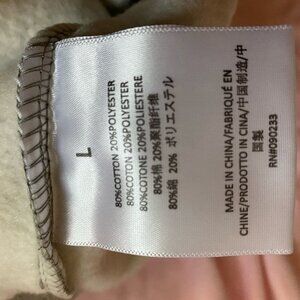 L
80%COTTON 20%POLYESTER
80%COTON 20%POLYESTER
80%COTONE 20%POLIESTERE
80%棉 20%聚酯纤维
80%綿 20% ポリエステル
MADE IN CHINA/FABRIQUÉ EN
CHINE/PRODOTTO IN CINA/中国制造/中
国製
RN#090233